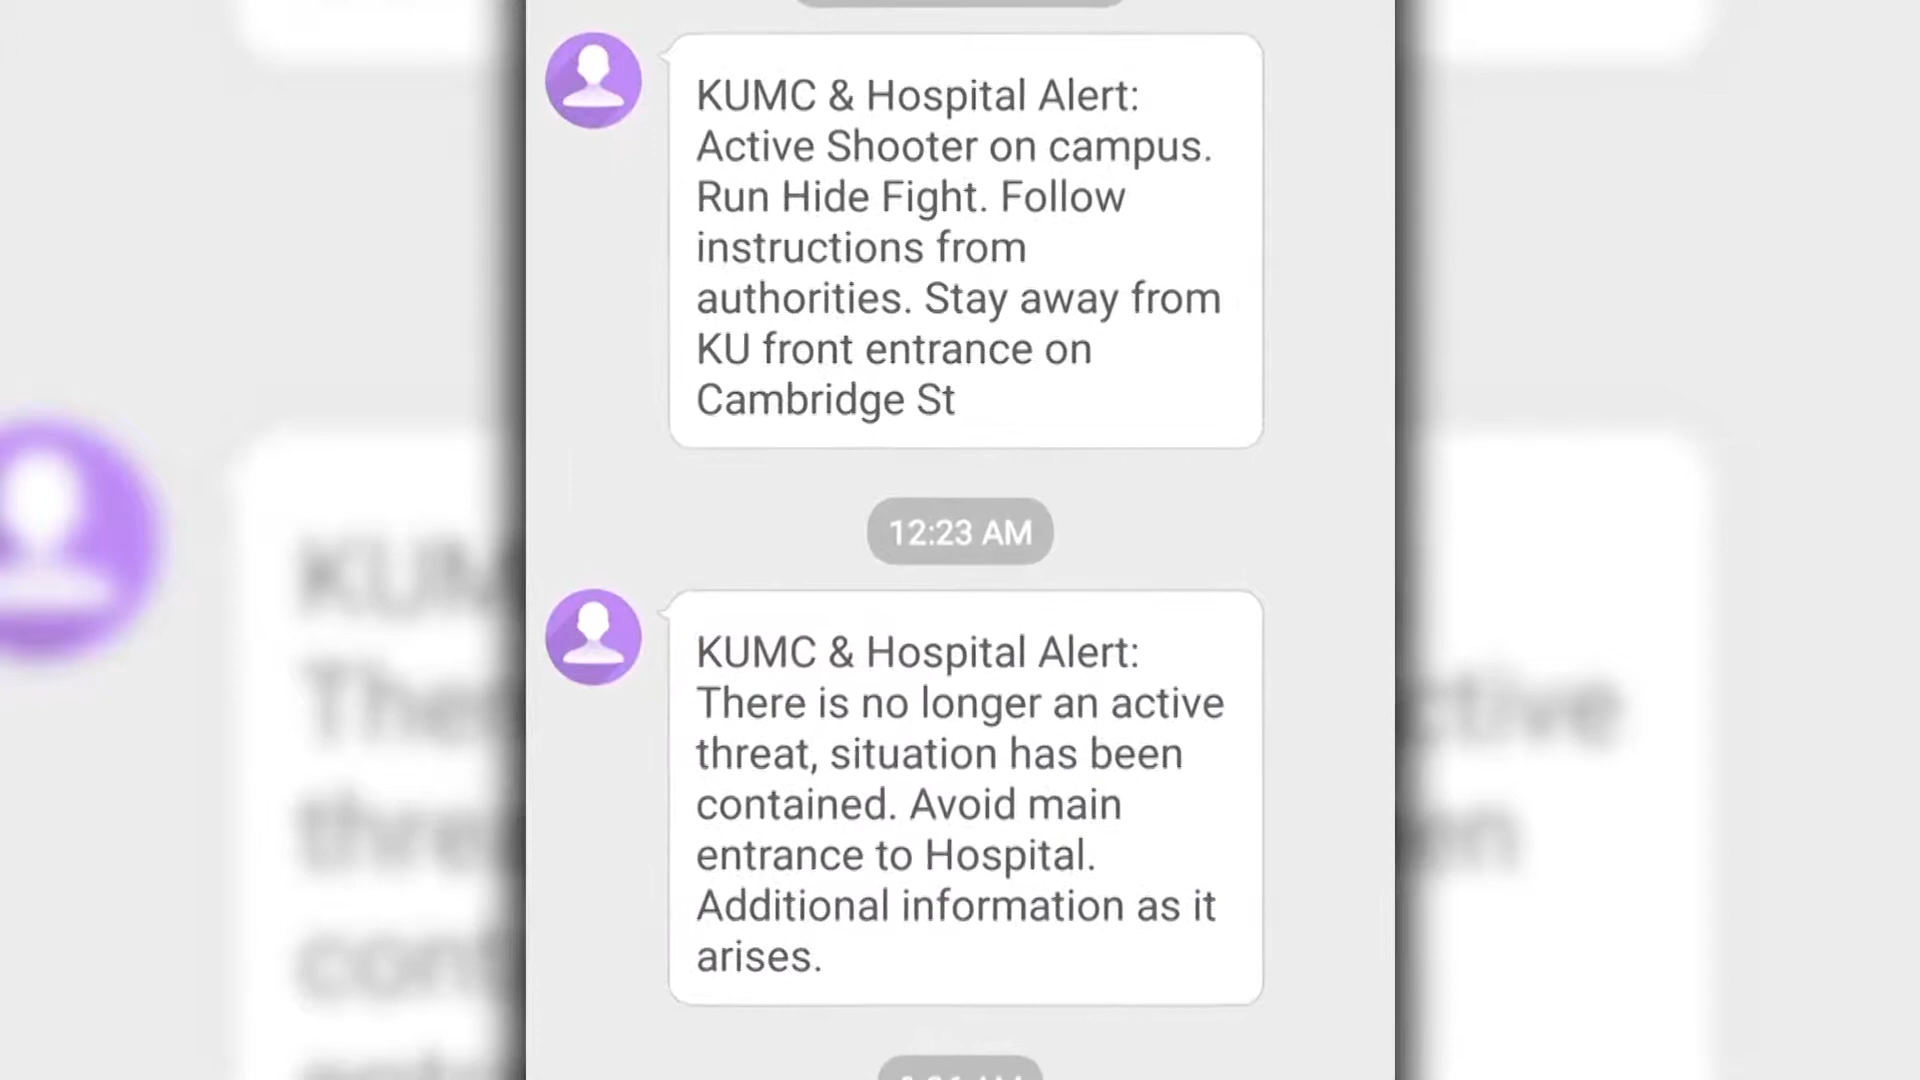 KUMC & Hospital Alert:
Active Shooter on campus.
Run Hide Fight. Follow
instructions from
authorities. Stay away from
KU front entrance on
Cambridge St
12:23 AM
KUMC & Hospital Alert:
There is no longer an active
threat, situation has been
contained. Avoid main
entrance to Hospital.
Additional information as it
arises.